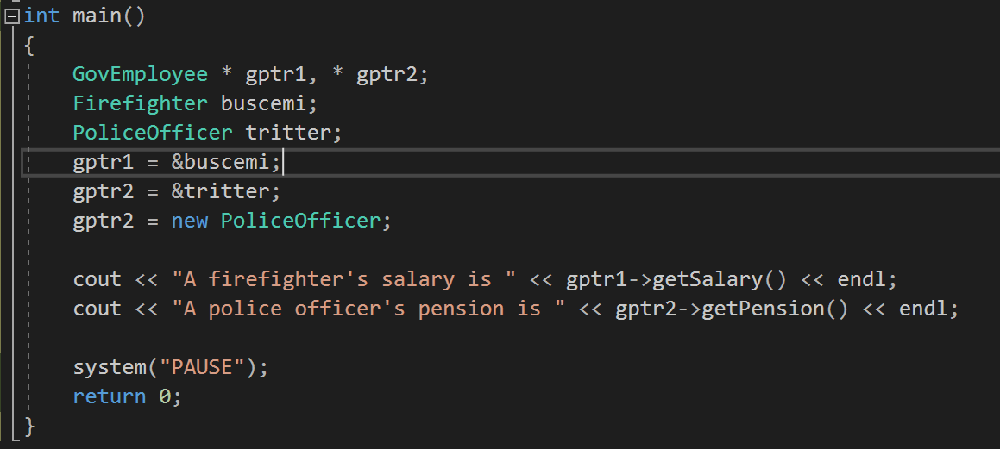 int main()
{
    GovEmployee * gptr1, * gptr2;
    Firefighter buscemi;
    PoliceOfficer tritter;
    gptr1 = &buscemi;
    gptr2 = &tritter;
    gptr2 = new PoliceOfficer;

    cout << "A firefighter's salary is " << gptr1->getSalary() << endl;
    cout << "A police officer's pension is " << gptr2->getPension() << endl;

    system("PAUSE");
    return 0;
}